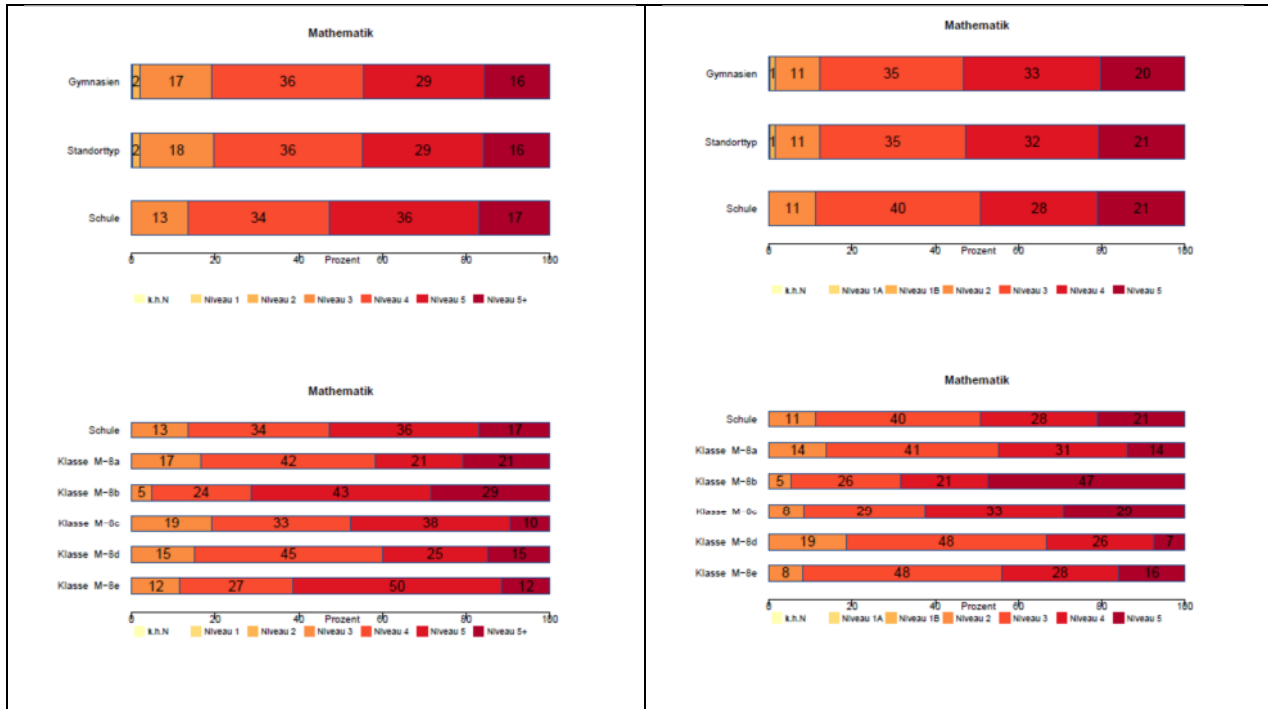 Mathematik
Gymnasien 2 17 36 29 16
Standorttyp 2 18 36 29 16
Schule 13 34 36 17
0 20 40 Prozent 60 80 100
k.h.N Niveau 1 Niveau 2 Niveau 3 Niveau 4 Niveau 5 Niveau 5+
Mathematik
Schule 13 34 36 17
Klasse M-8a 17 42 21 21
Klasse M-8b 5 24 43 29
Klasse M-8c 19 33 38 10
Klasse M-8d 15 45 25 15
Klasse M-8e 12 27 50 12
0 20 40 Prozent 60 80 100
k.h.N Niveau 1 Niveau 2 Niveau 3 Niveau 4 Niveau 5 Niveau 5+
Mathematik
Gymnasien 1 11 35 33 20
Standorttyp 1 11 35 32 21
Schule 11 40 28 21
0 20 40 Prozent 60 80 100
k.h.N Niveau 1A Niveau 1B Niveau 2 Niveau 3 Niveau 4 Niveau 5
Mathematik
Schule 11 40 28 21
Klasse M-8a 14 41 31 14
Klasse M-8b 5 26 21 47
Klasse M-8c 8 29 33 29
Klasse M-8d 19 48 26 7
Klasse M-8e 8 48 28 16
0 20 40 Prozent 60 80 100
k.h.N Niveau 1A Niveau 1B Niveau 2 Niveau 3 Niveau 4 Niveau 5